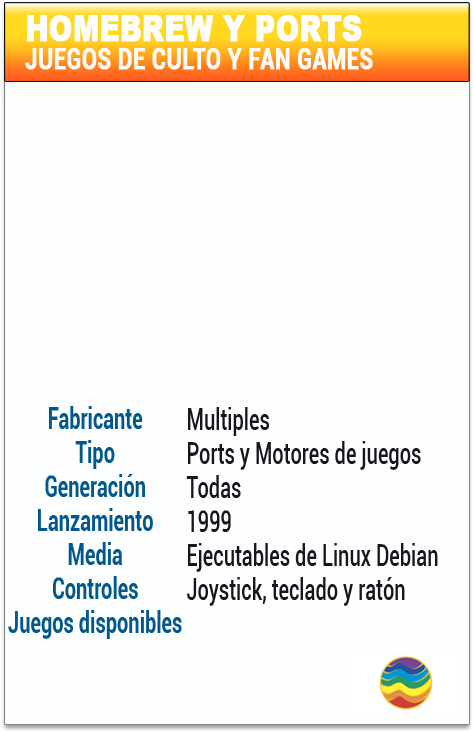 HOMEBREW Y PORTS
JUEGOS DE CULTO Y FAN GAMES
Fabricante Multiples
Tipo Ports y Motores de juegos
Generación Todas
Lanzamiento 1999
Media Ejecutables de Linux Debian
Controles Joystick, teclado y ratón
Juegos disponibles